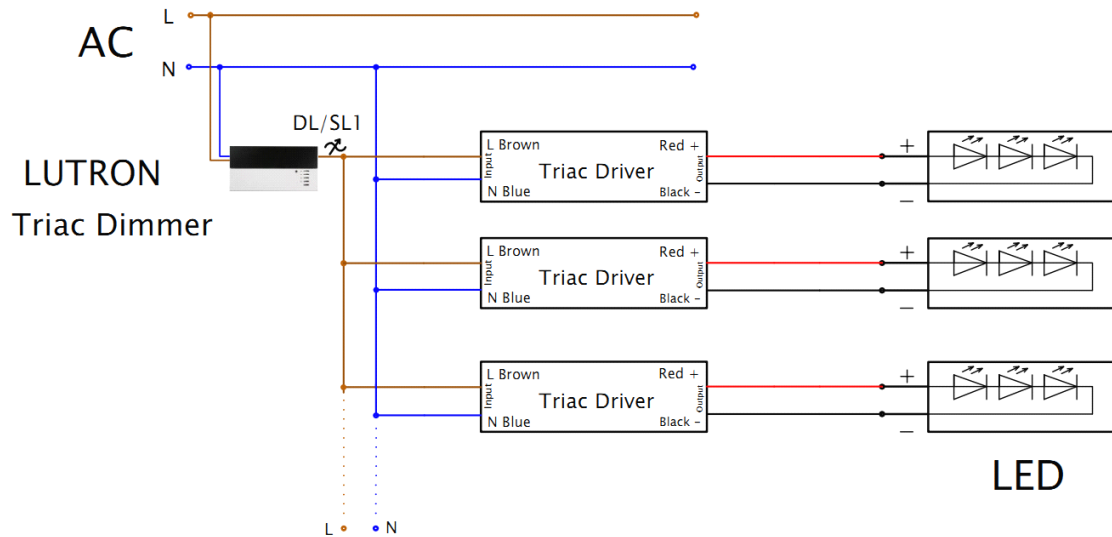 L
AC
N
DL/SL1
LUTRON
Triac Dimmer
L Brown
Red +
Input
Triac Driver
Output
N Blue
Black -
+
−
L Brown
Red +
Input
Triac Driver
Output
N Blue
Black -
+
−
L Brown
Red +
Input
Triac Driver
Output
N Blue
Black -
+
−
LED
L
N